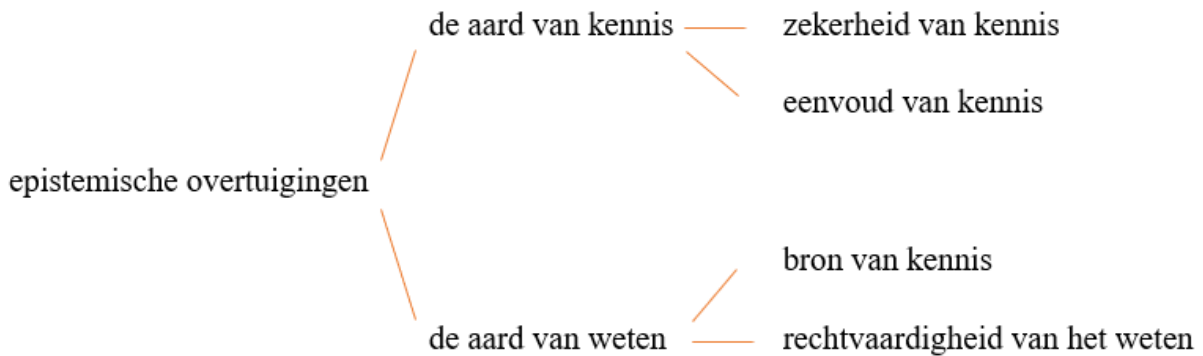 de aard van kennis
zekerheid van kennis
eenvoud van kennis
epistemische overtuigingen
bron van kennis
de aard van weten
rechtvaardigheid van het weten